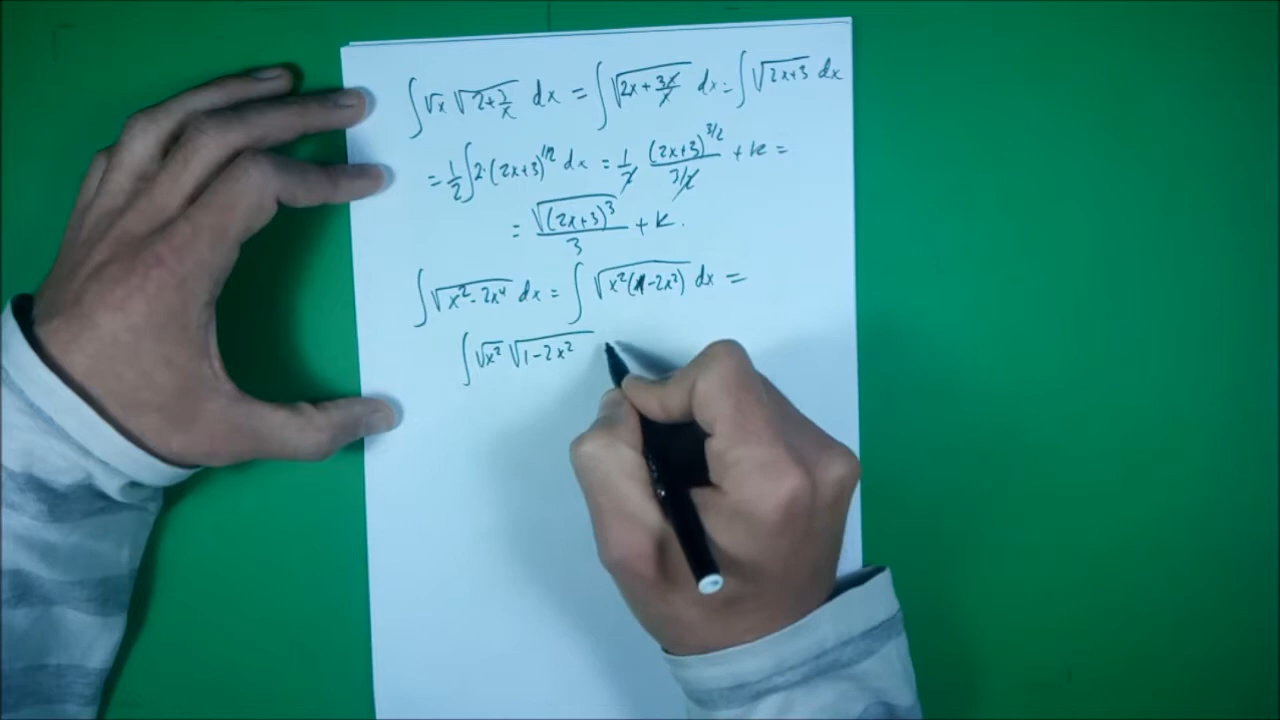 ∫√x √(2+3/x) dx = ∫√(2x+3x/x) dx = ∫√(2x+3) dx
= 1/2 ∫2·(2x+3)^1/2 dx = 1/2 (2x+3)^3/2 / 3/2 + k =
= √(2x+3)³ / 3 + k.
∫√(x²-2x⁴) dx = ∫√(x²(1-2x²)) dx =
∫√x² √(1-2x²)